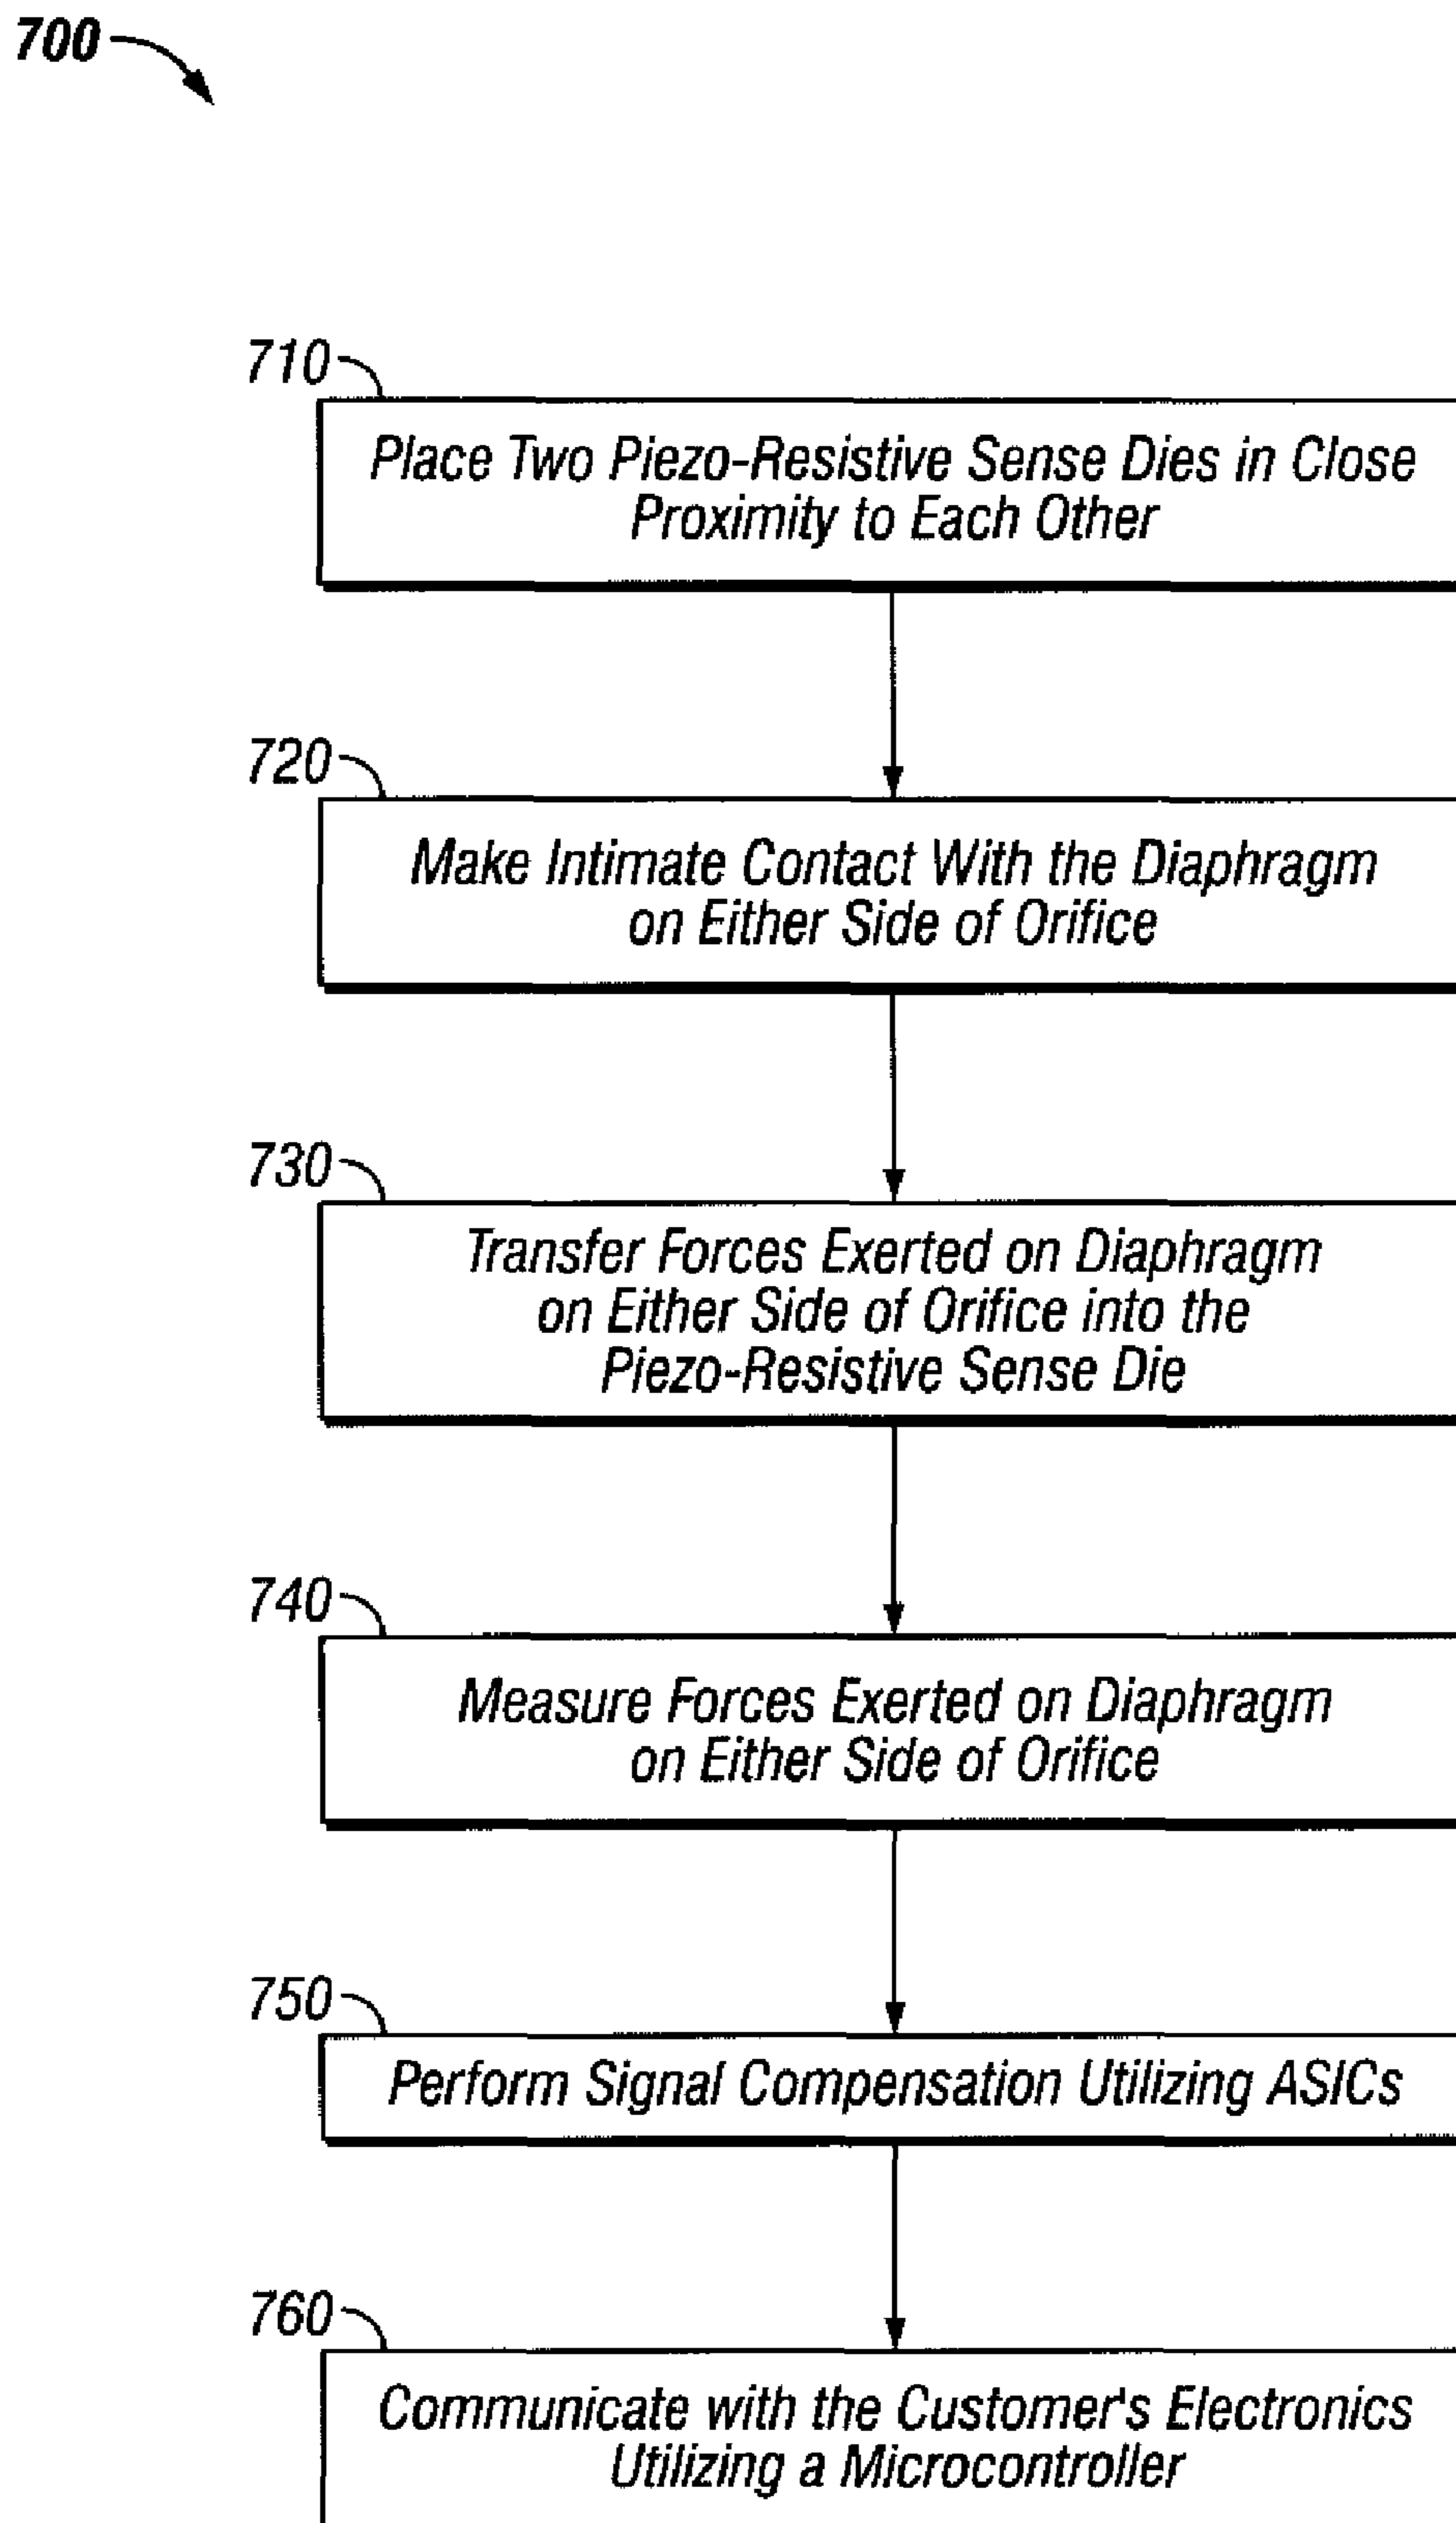 700
710
Place Two Piezo-Resistive Sense Dies in Close
Proximity to Each Other
720
Make Intimate Contact With the Diaphragm
on Either Side of Orifice
730
Transfer Forces Exerted on Diaphragm
on Either Side of Orifice into the
Piezo-Resistive Sense Die
740
Measure Forces Exerted on Diaphragm
on Either Side of Orifice
750
Perform Signal Compensation Utilizing ASICs
760
Communicate with the Customer's Electronics
Utilizing a Microcontroller